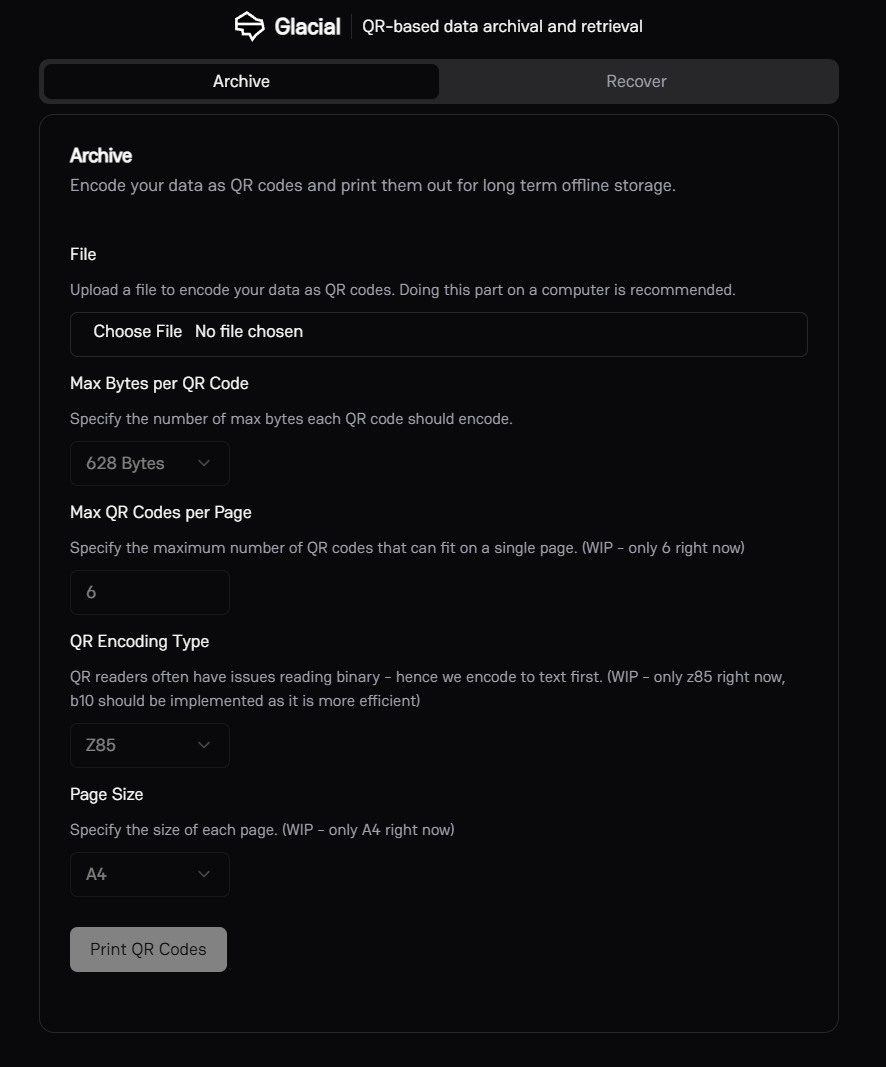 Glacial QR-based data archival and retrieval
Archive Recover
Archive
Encode your data as QR codes and print them out for long term offline storage.
File
Upload a file to encode your data as QR codes. Doing this part on a computer is recommended.
Choose File No file chosen
Max Bytes per QR Code
Specify the number of max bytes each QR code should encode.
628 Bytes
Max QR Codes per Page
Specify the maximum number of QR codes that can fit on a single page. (WIP - only 6 right now)
6
QR Encoding Type
QR readers often have issues reading binary - hence we encode to text first. (WIP - only z85 right now,
b10 should be implemented as it is more efficient)
Z85
Page Size
Specify the size of each page. (WIP - only A4 right now)
A4
Print QR Codes